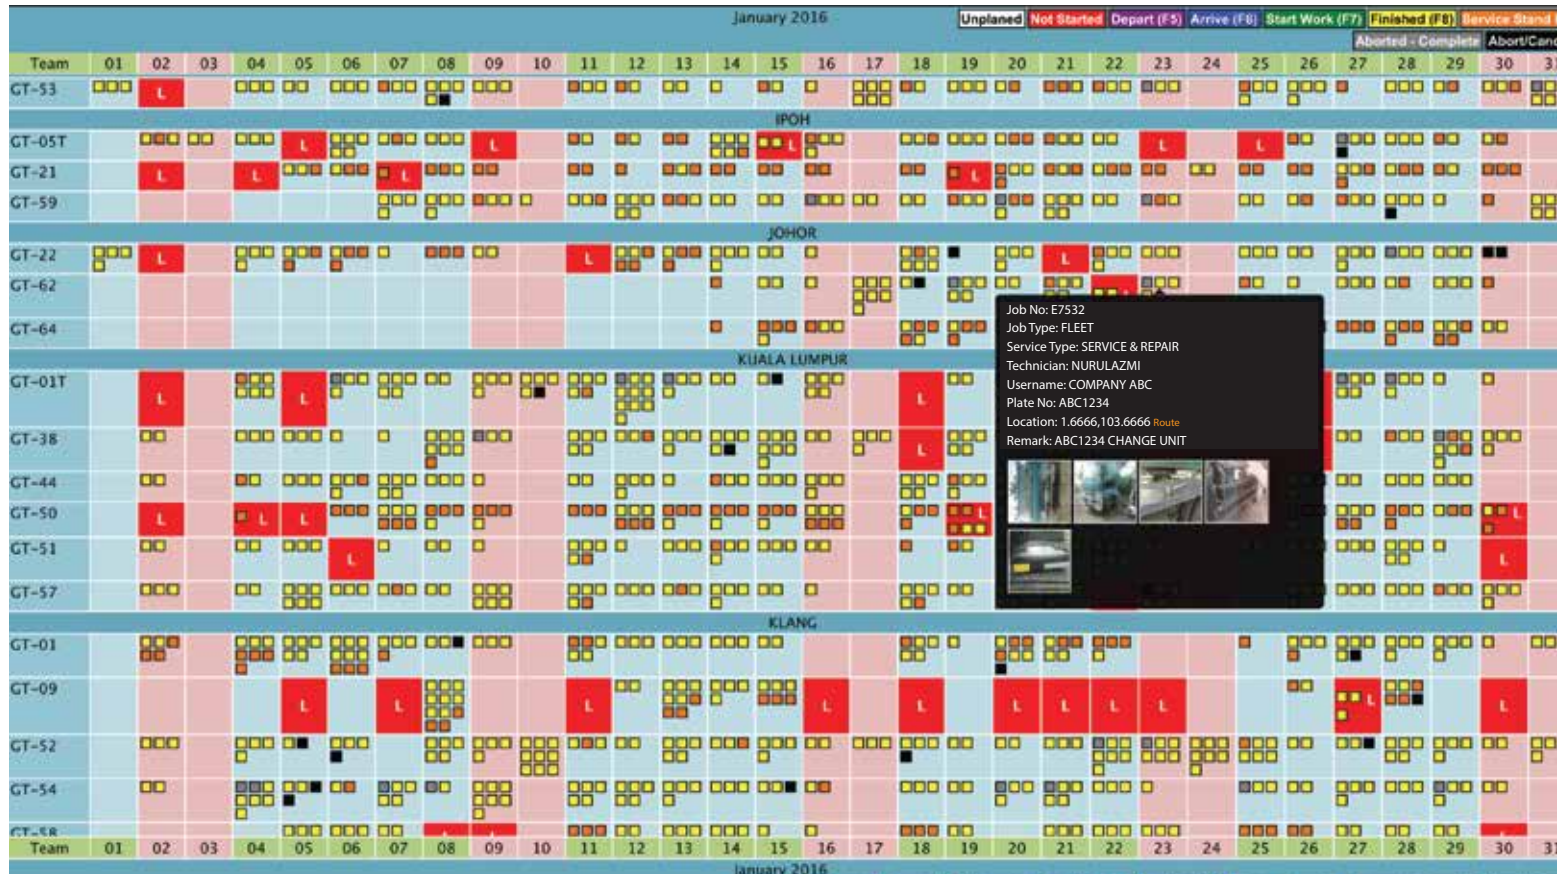 January 2016
Unplaned Not Started Depart (F5) Arrive (F6) Start Work (F7) Finished (F8) Service Stand
Aborted - Complete Abort/Canc
Team 01 02 03 04 05 06 07 08 09 10 11 12 13 14 15 16 17 18 19 20 21 22 23 24 25 26 27 28 29 30 31
GT-53 L
IPOH
GT-05T L L L L L
GT-21 L L L L
GT-59
JOHOR
GT-22 L L L
GT-62
GT-64
Job No: E7532
Job Type: FLEET
Service Type: SERVICE & REPAIR
Technician: NURULAZMI
Username: COMPANY ABC
Plate No: ABC1234
Location: 1.6666,103.6666 Route
Remark: ABC1234 CHANGE UNIT
KUALA LUMPUR
GT-01T L L L
GT-38 L
GT-44
GT-50 L L L L L
GT-51 L L
GT-57
KLANG
GT-01
GT-09 L L L L L L L L L L L
GT-52
GT-54
GT-58
Team 01 02 03 04 05 06 07 08 09 10 11 12 13 14 15 16 17 18 19 20 21 22 23 24 25 26 27 28 29 30 31
January 2016